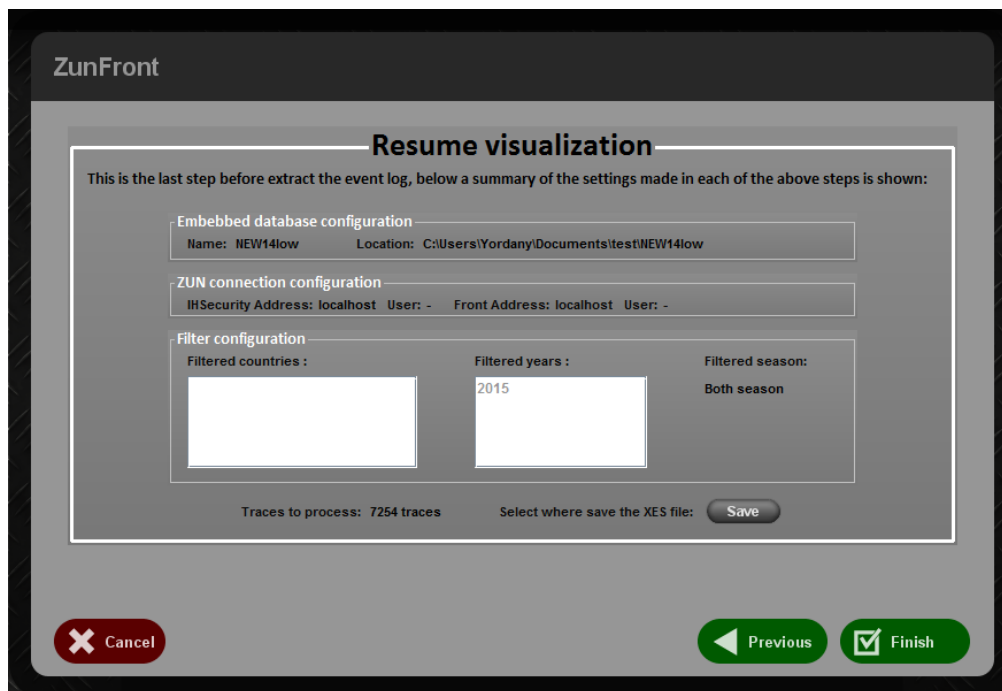 ZunFront
Resume visualization
This is the last step before extract the event log, below a summary of the settings made in each of the above steps is shown:
Embebbed database configuration
Name: NEW14low Location: C:\Users\Yordany\Documents\test\NEW14low
ZUN connection configuration
IHSecurity Address: localhost User: - Front Address: localhost User: -
Filter configuration
Filtered countries : Filtered years : Filtered season:
2015 Both season
Traces to process: 7254 traces Select where save the XES file: Save
Cancel Previous Finish